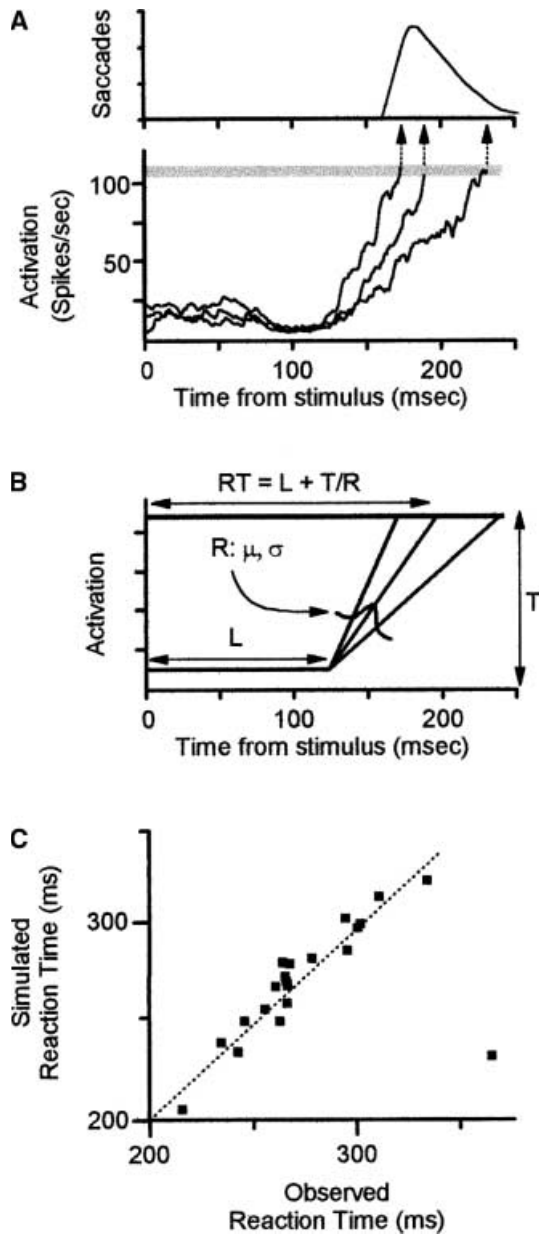 A
Saccades
Activation
(Spikes/sec)
100
50
0
100
200
Time from stimulus (msec)
B
RT = L + T/R
R: μ, σ
L
T
Activation
0
100
200
Time from stimulus (msec)
C
Simulated
Reaction Time (ms)
300
200
200
300
Observed
Reaction Time (ms)